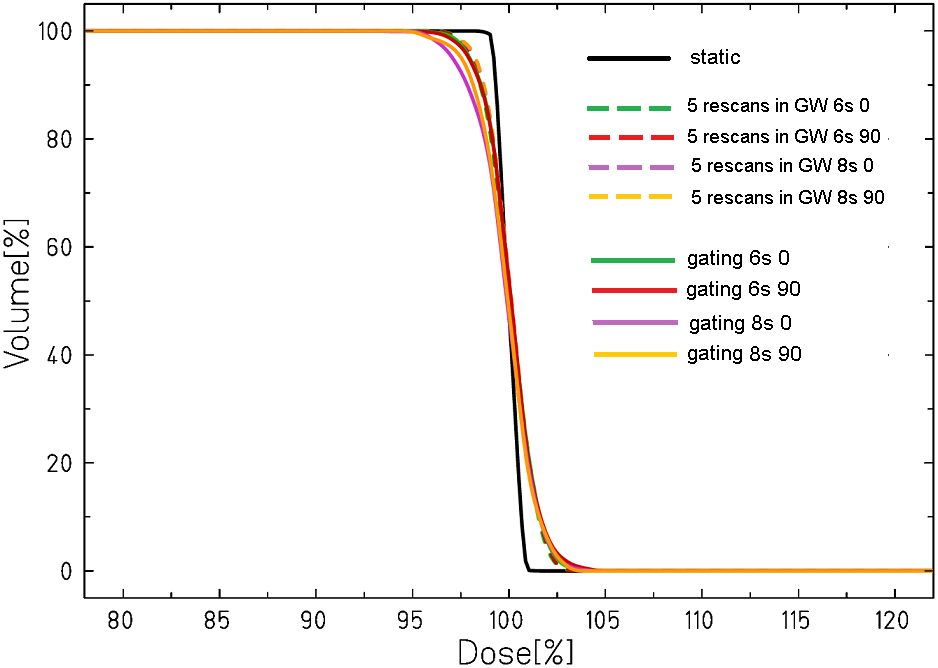 100
80
60
40
20
0
Volume[%]
static
5 rescans in GW 6s 0
5 rescans in GW 6s 90
5 rescans in GW 8s 0
5 rescans in GW 8s 90
gating 6s 0
gating 6s 90
gating 8s 0
gating 8s 90
80 85 90 95 100 105 110 115 120
Dose[%]